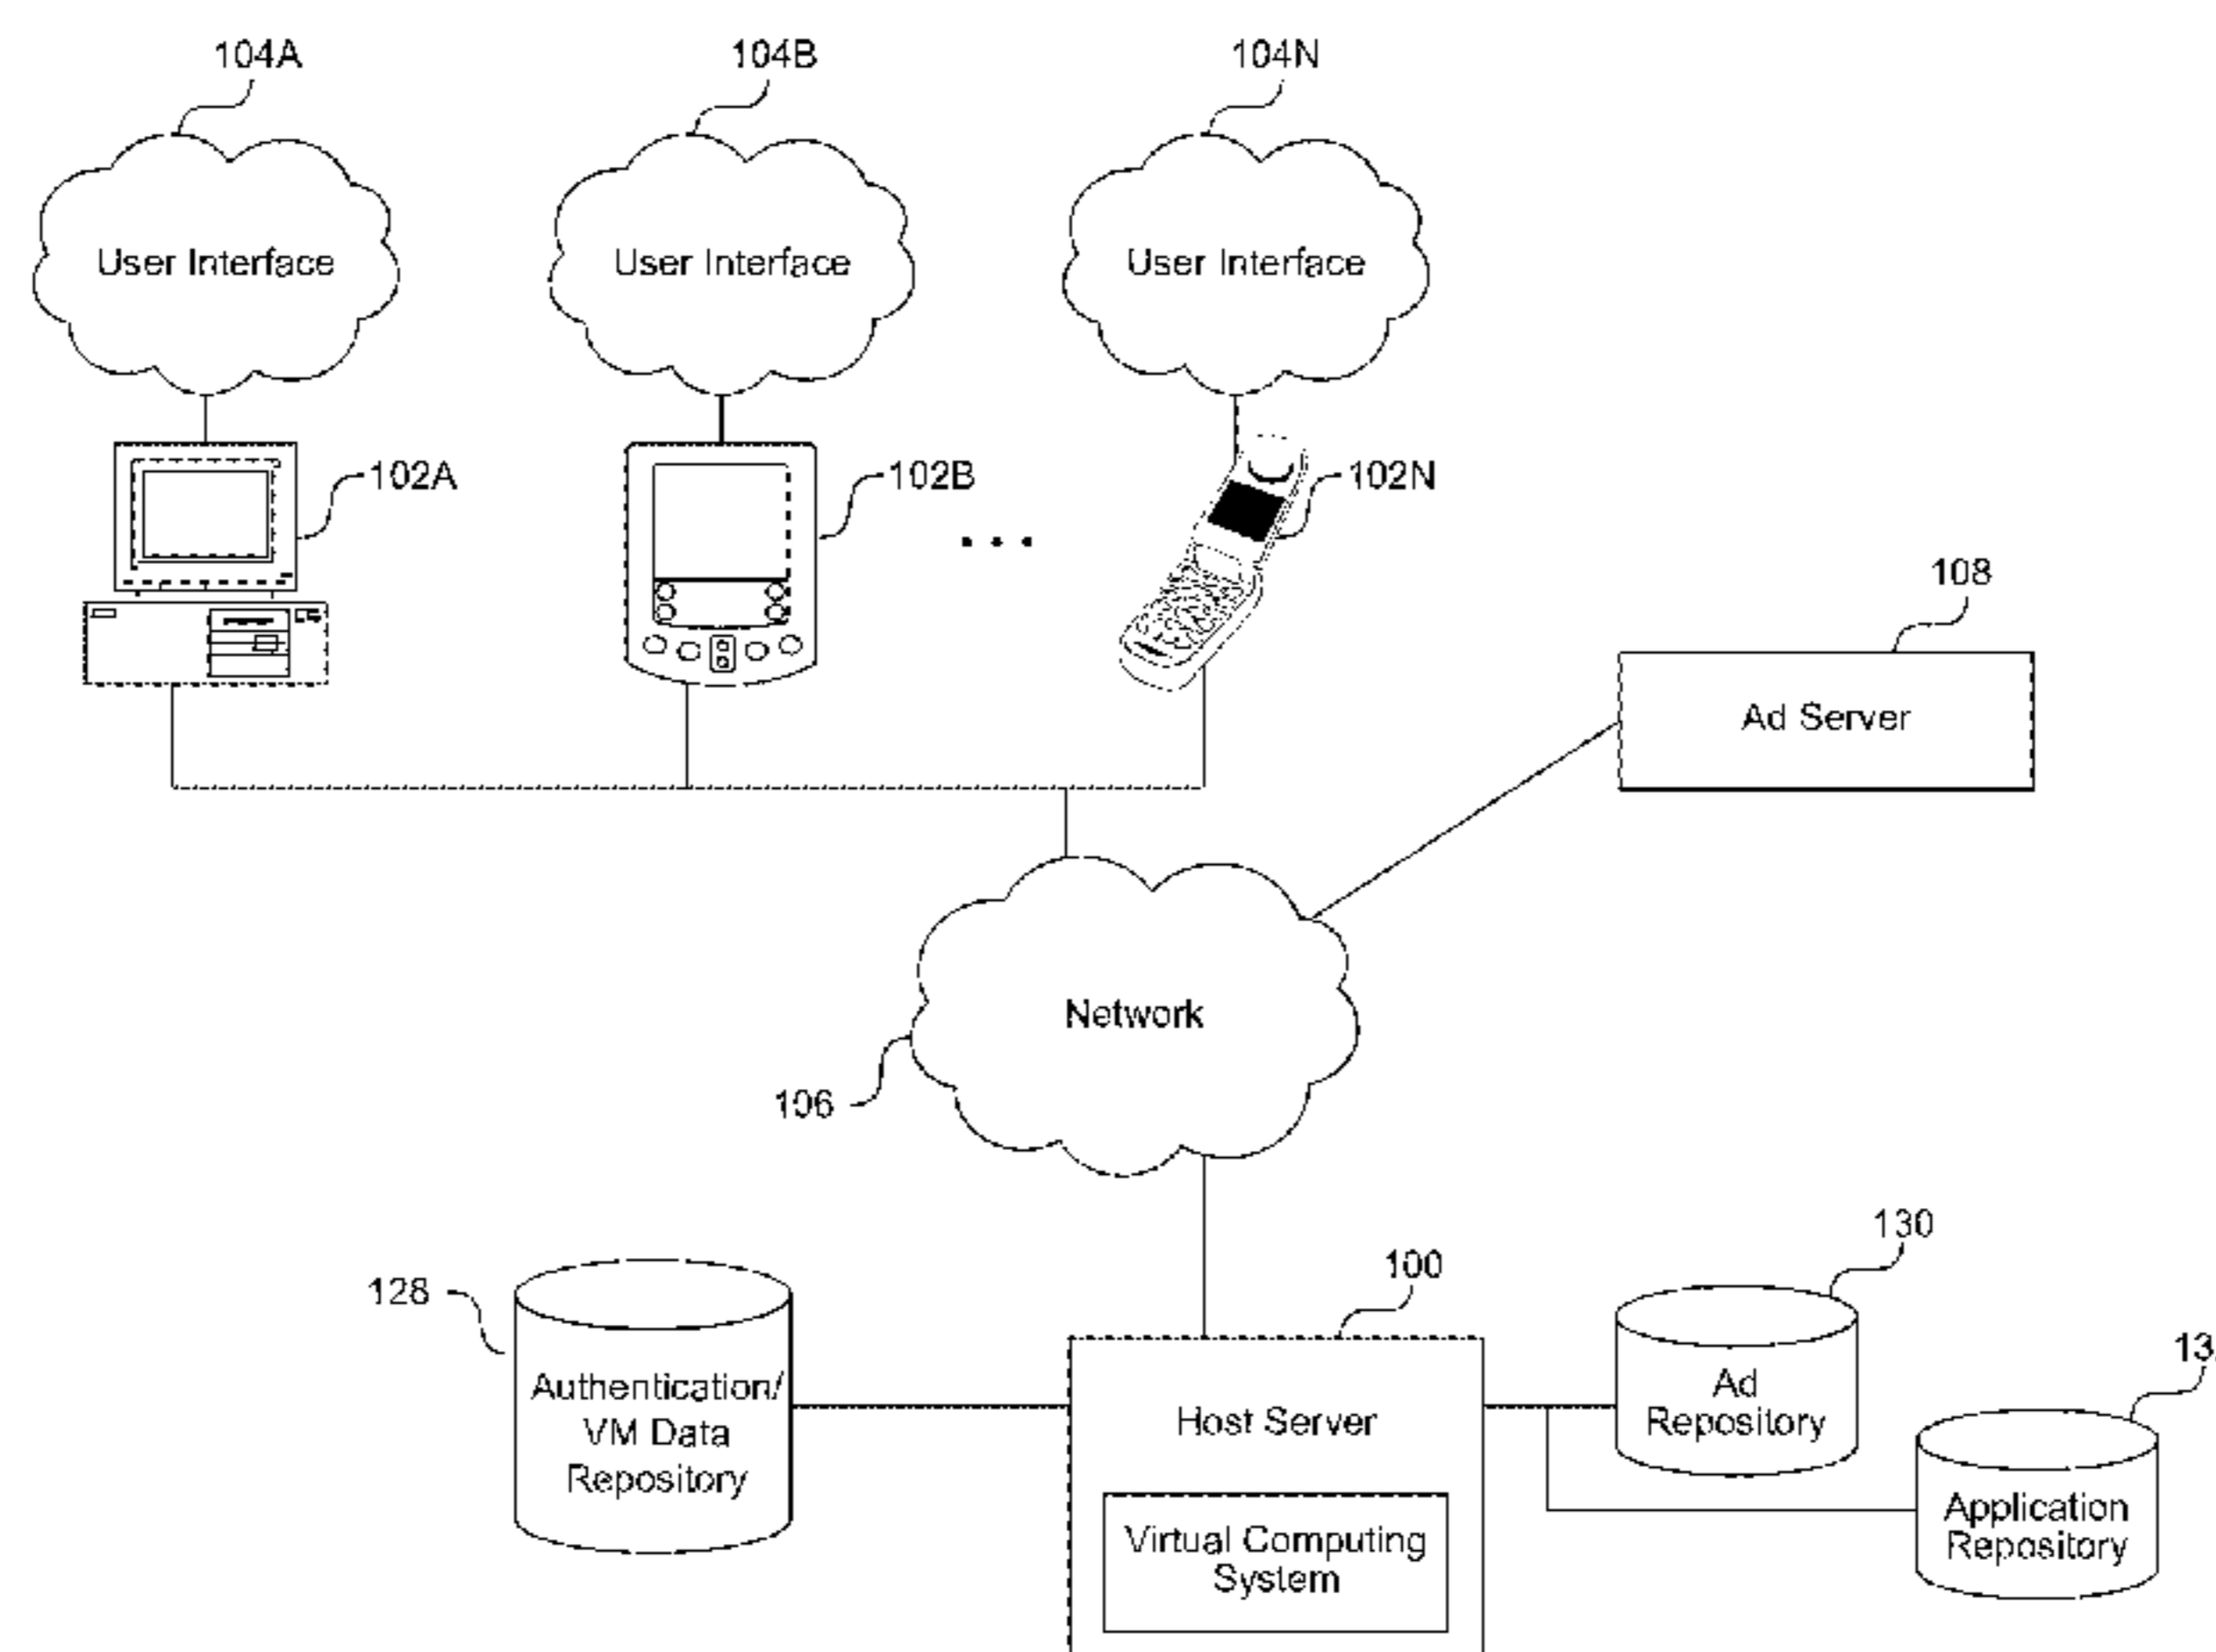 104A
104B
104N
User Interface
User Interface
User Interface
102A
102B
102N
108
Ad Server
Network
106
130
100
128
Authentication/
VM Data
Repository
Host Server
Ad
Repository
Virtual Computing
System
Application
Repository